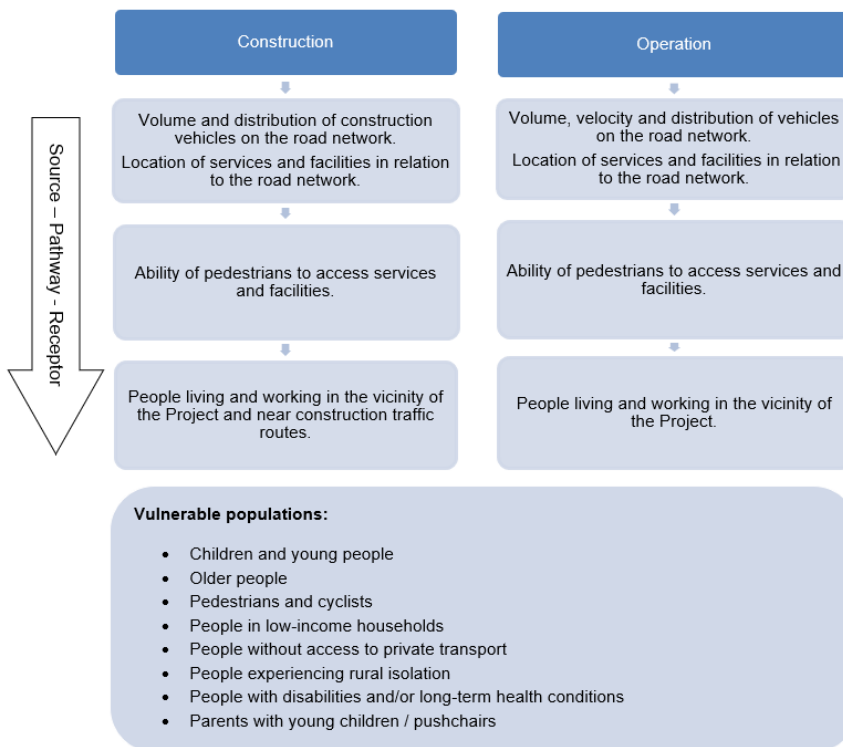 Construction
Operation
Source – Pathway - Receptor
Volume and distribution of construction
vehicles on the road network.
Location of services and facilities in relation
to the road network.
Volume, velocity and distribution of vehicles
on the road network.
Location of services and facilities in relation
to the road network.
Ability of pedestrians to access services
and facilities.
Ability of pedestrians to access services and
facilities.
People living and working in the vicinity of
the Project and near construction traffic
routes.
People living and working in the vicinity of
the Project.
Vulnerable populations:
• Children and young people
• Older people
• Pedestrians and cyclists
• People in low-income households
• People without access to private transport
• People experiencing rural isolation
• People with disabilities and/or long-term health conditions
• Parents with young children / pushchairs